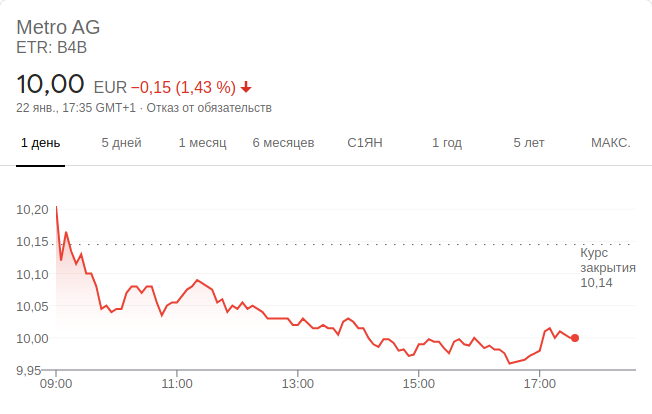 Metro AG
ETR: B4B
10,00 EUR −0,15 (1,43 %)
22 янв., 17:35 GMT+1 · Отказ от обязательств
1 день 5 дней 1 месяц 6 месяцев С1ЯН 1 год 5 лет МАКС.
10,20
10,15
Курс
закрытия
10,14
10,10
10,05
10,00
9,95
09:00 11:00 13:00 15:00 17:00